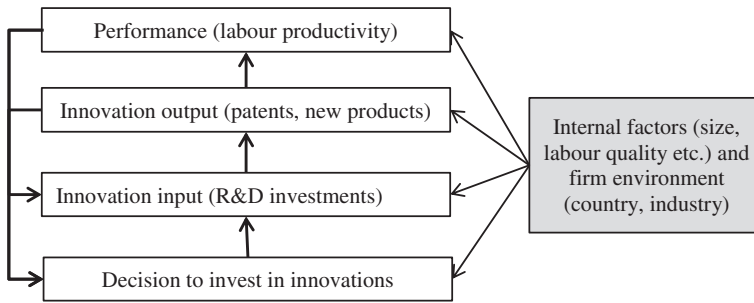 Performance (labour productivity)
Innovation output (patents, new products)
Innovation input (R&D investments)
Decision to invest in innovations
Internal factors (size,
labour quality etc.) and
firm environment
(country, industry)